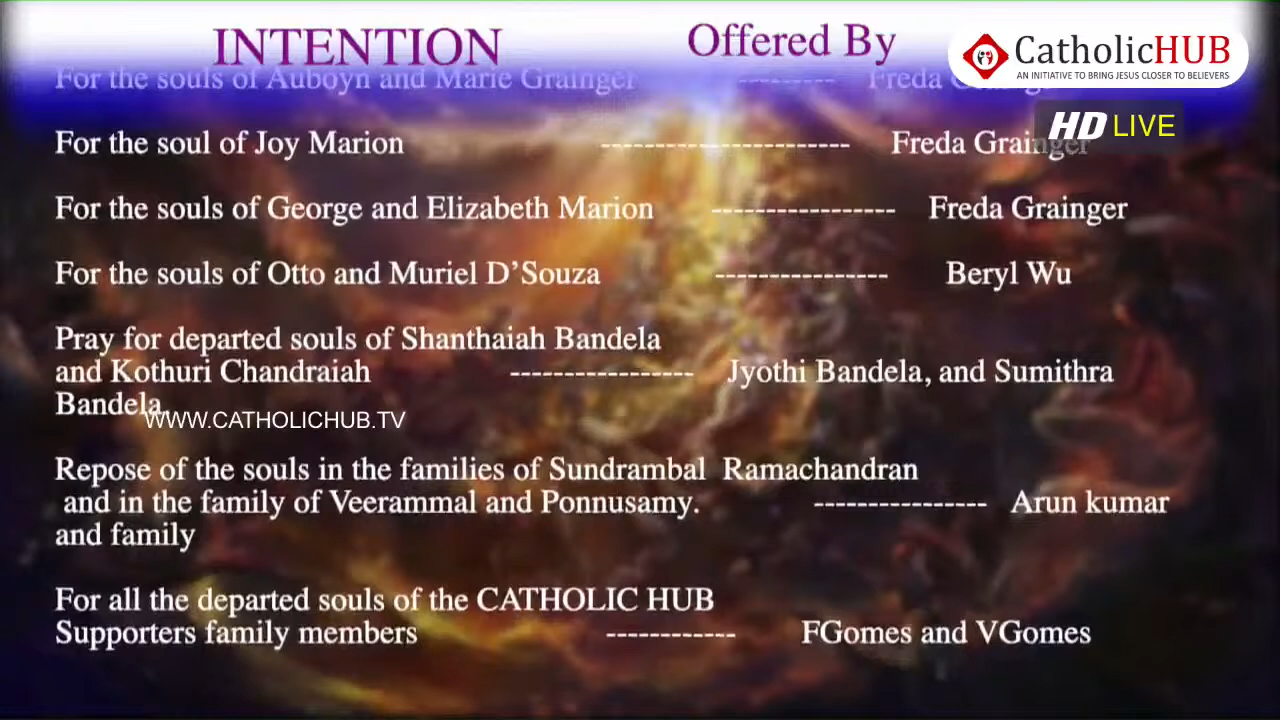 INTENTION Offered By
CatholicHUB
AN INITIATIVE TO BRING JESUS CLOSER TO BELIEVERS
For the souls of Auboyn and Marie Grainger ---------- Freda Grainger
HD LIVE
For the soul of Joy Marion ----------------------- Freda Grainger
For the souls of George and Elizabeth Marion ----------------- Freda Grainger
For the souls of Otto and Muriel D’Souza ---------------- Beryl Wu
Pray for departed souls of Shanthaiah Bandela
and Kothuri Chandraiah ----------------- Jyothi Bandela, and Sumithra
Bandela.
WWW.CATHOLICHUB.TV
Repose of the souls in the families of Sundrambal Ramachandran
and in the family of Veerammal and Ponnusamy. ---------------- Arun kumar
and family
For all the departed souls of the CATHOLIC HUB
Supporters family members ------------ FGomes and VGomes